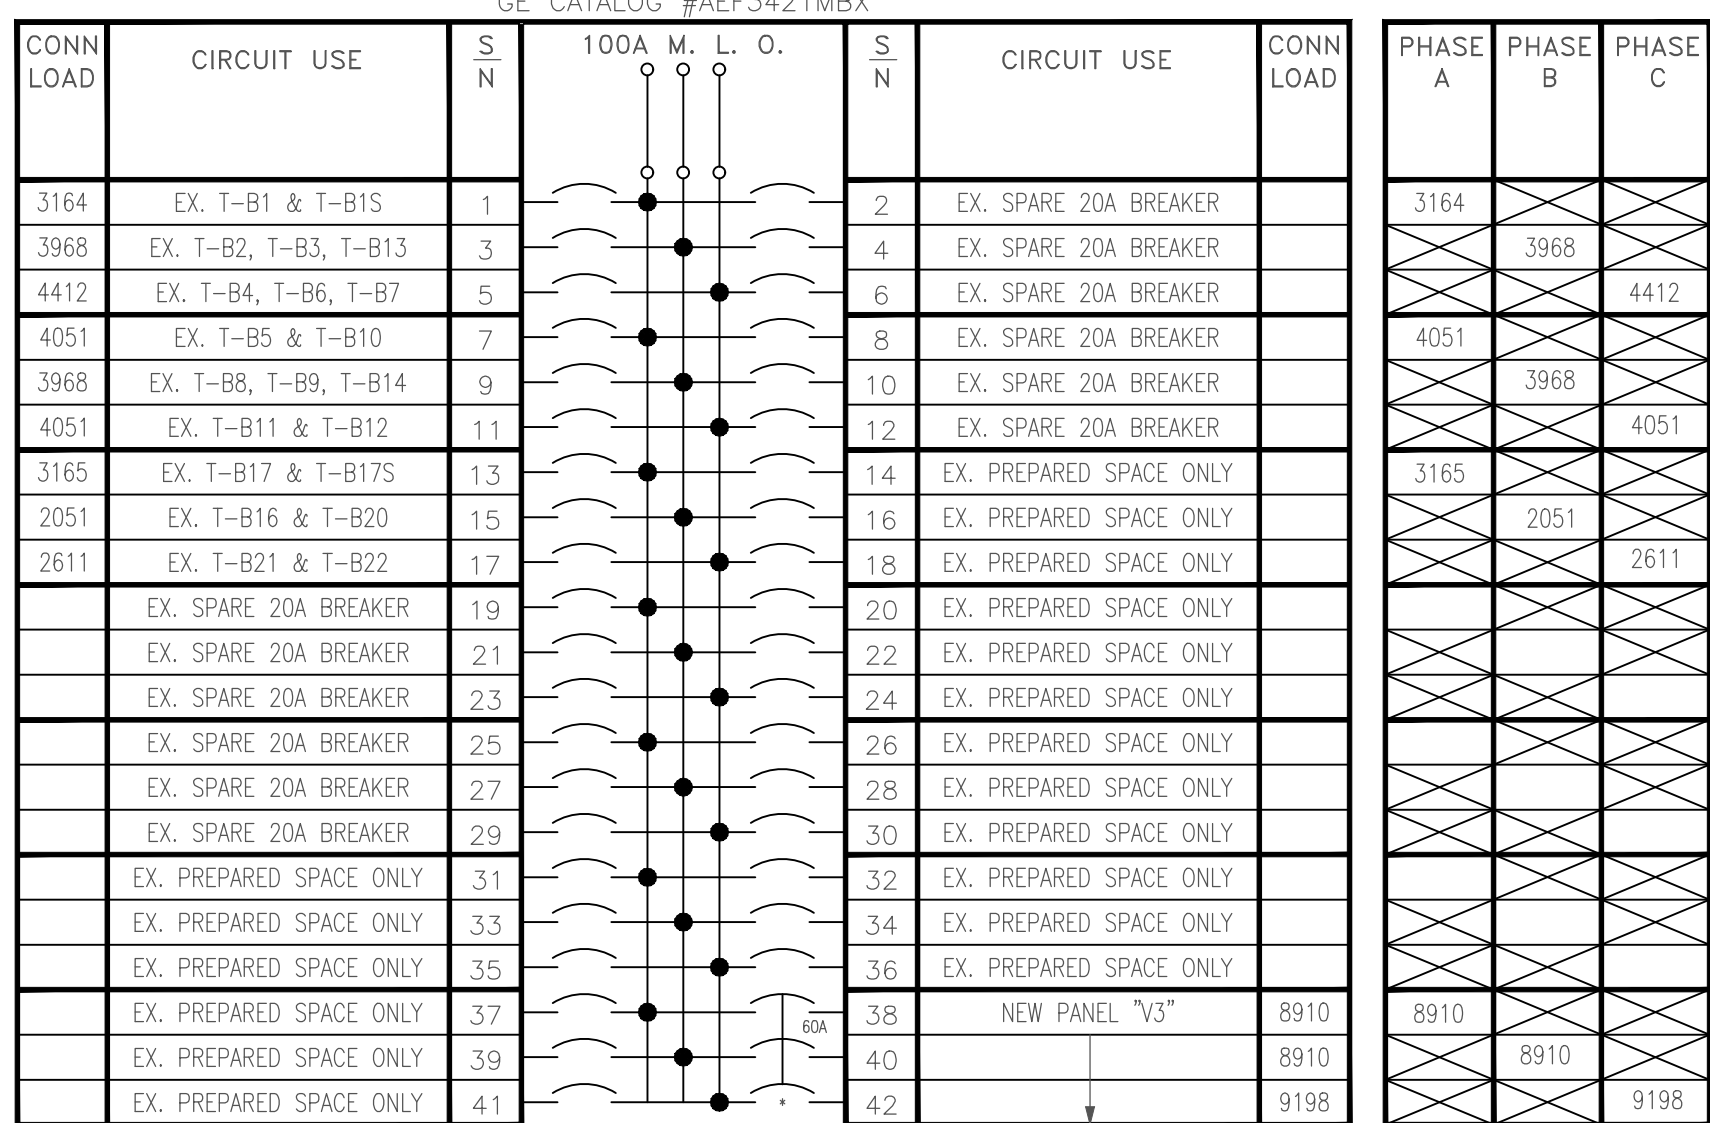 GE CATALOG #AEF3421MBX
CONN LOAD CIRCUIT USE S/N 100A M. L. O. S/N CIRCUIT USE CONN LOAD PHASE A PHASE B PHASE C
3164 EX. T-B1 & T-B1S 1 2 EX. SPARE 20A BREAKER 3164
3968 EX. T-B2, T-B3, T-B13 3 4 EX. SPARE 20A BREAKER 3968
4412 EX. T-B4, T-B6, T-B7 5 6 EX. SPARE 20A BREAKER 4412
4051 EX. T-B5 & T-B10 7 8 EX. SPARE 20A BREAKER 4051
3968 EX. T-B8, T-B9, T-B14 9 10 EX. SPARE 20A BREAKER 3968
4051 EX. T-B11 & T-B12 11 12 EX. SPARE 20A BREAKER 4051
3165 EX. T-B17 & T-B17S 13 14 EX. PREPARED SPACE ONLY 3165
2051 EX. T-B16 & T-B20 15 16 EX. PREPARED SPACE ONLY 2051
2611 EX. T-B21 & T-B22 17 18 EX. PREPARED SPACE ONLY 2611
EX. SPARE 20A BREAKER 19 20 EX. PREPARED SPACE ONLY
EX. SPARE 20A BREAKER 21 22 EX. PREPARED SPACE ONLY
EX. SPARE 20A BREAKER 23 24 EX. PREPARED SPACE ONLY
EX. SPARE 20A BREAKER 25 26 EX. PREPARED SPACE ONLY
EX. SPARE 20A BREAKER 27 28 EX. PREPARED SPACE ONLY
EX. SPARE 20A BREAKER 29 30 EX. PREPARED SPACE ONLY
EX. PREPARED SPACE ONLY 31 32 EX. PREPARED SPACE ONLY
EX. PREPARED SPACE ONLY 33 34 EX. PREPARED SPACE ONLY
EX. PREPARED SPACE ONLY 35 36 EX. PREPARED SPACE ONLY
EX. PREPARED SPACE ONLY 37 60A 38 NEW PANEL "V3" 8910 8910
EX. PREPARED SPACE ONLY 39 40 8910 8910
EX. PREPARED SPACE ONLY 41 * 42 9198 9198